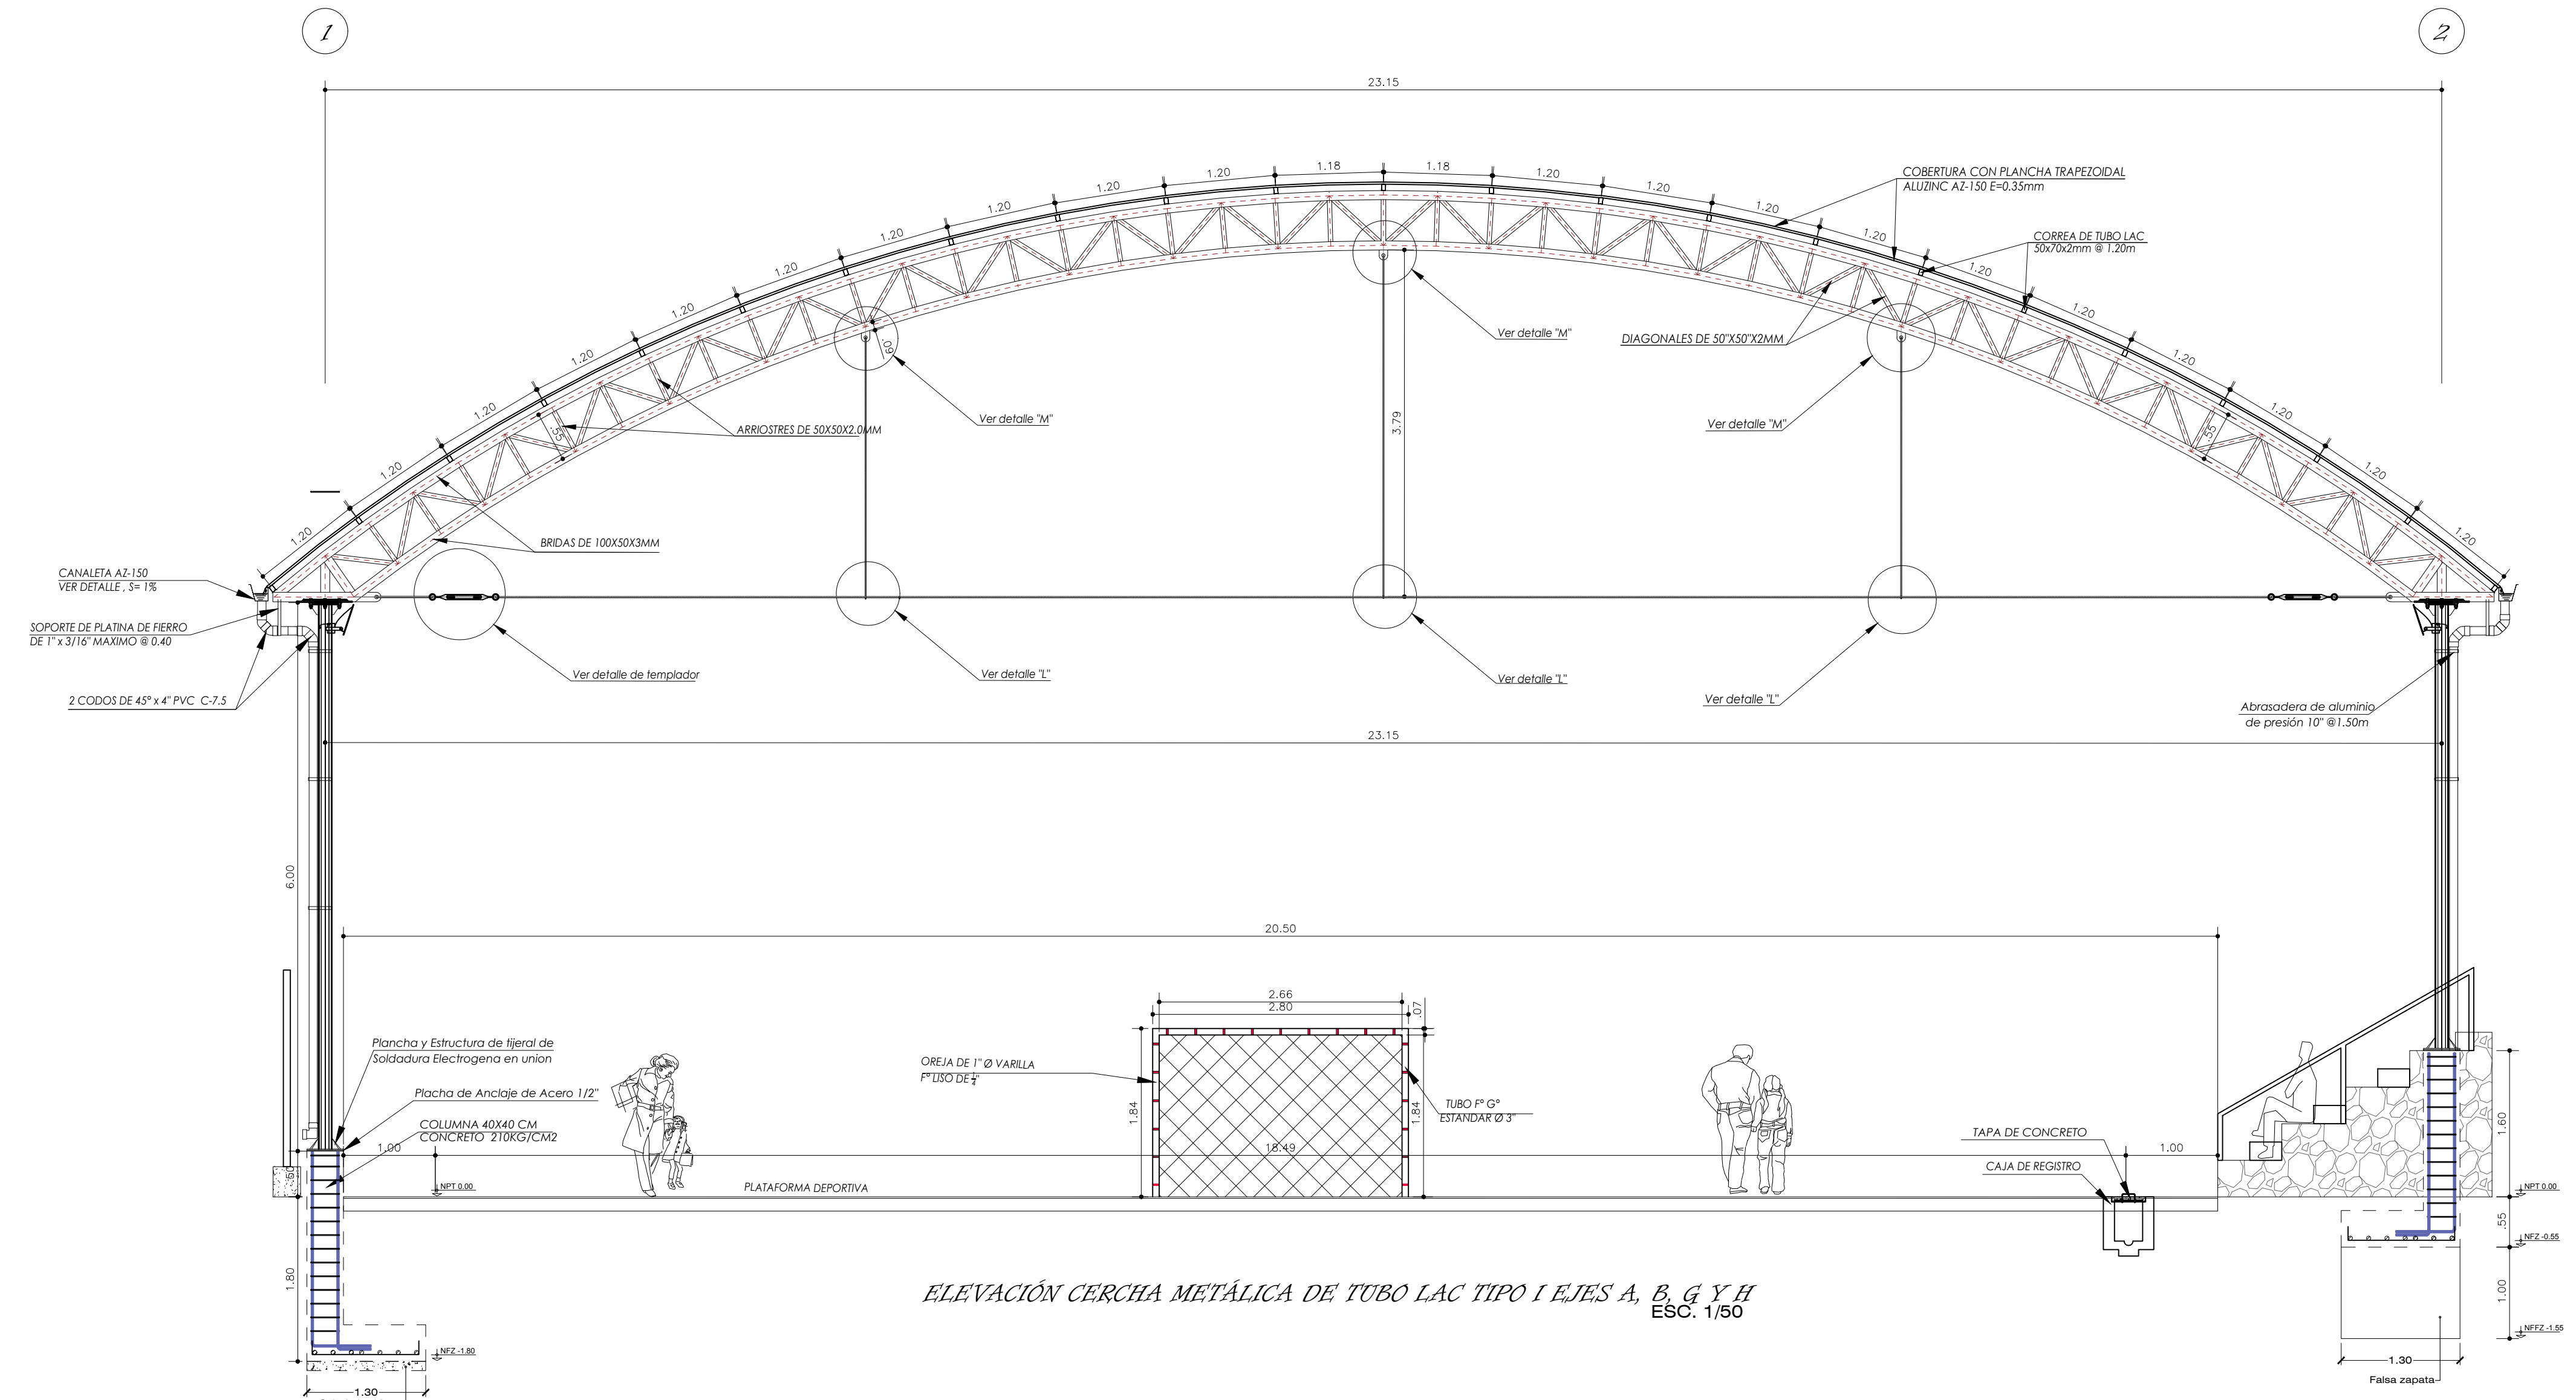 1
2
23.15
1.20
1.20
1.20
1.20
1.20
1.20
1.20
1.20
1.20
1.18
1.18
1.20
1.20
1.20
1.20
1.20
1.20
1.20
1.20
1.20
1.20
COBERTURA CON PLANCHA TRAPEZOIDAL
ALUZINC AZ-150 E=0.35mm
CORREA DE TUBO LAC
50x70x2mm @ 1.20m
DIAGONALES DE 50"X50"X2MM
Ver detalle "M"
Ver detalle "M"
Ver detalle "M"
.09
.55
.55
3.79
ARRIOSTRES DE 50X50X2.0MM
BRIDAS DE 100X50X3MM
CANALETA AZ-150
VER DETALLE , S= 1%
SOPORTE DE PLATINA DE FIERRO
DE 1" x 3/16" MAXIMO @ 0.40
2 CODOS DE 45° x 4" PVC C-7.5
Ver detalle de templador
Ver detalle "L"
Ver detalle "L"
Ver detalle "L"
Abrasadera de aluminio
de presión 10" @1.50m
23.15
6.00
20.50
2.66
2.80
.07
1.84
1.84
OREJA DE 1" Ø VARILLA
F° LISO DE 1/4"
TUBO F° G°
ESTANDAR Ø 3"
Plancha y Estructura de tijeral de
Soldadura Electrogena en union
Placha de Anclaje de Acero 1/2"
COLUMNA 40X40 CM
CONCRETO 210KG/CM2
1.00
18.49
1.00
TAPA DE CONCRETO
CAJA DE REGISTRO
NPT 0.00
PLATAFORMA DEPORTIVA
.50
1.80
NFZ -1.80
1.30
1.60
NPT 0.00
.55
NFZ -0.55
1.00
NFFZ -1.55
1.30
Falsa zapata
ELEVACIÓN CERCHA METÁLICA DE TUBO LAC TIPO I EJES A, B, G Y H
ESC. 1/50